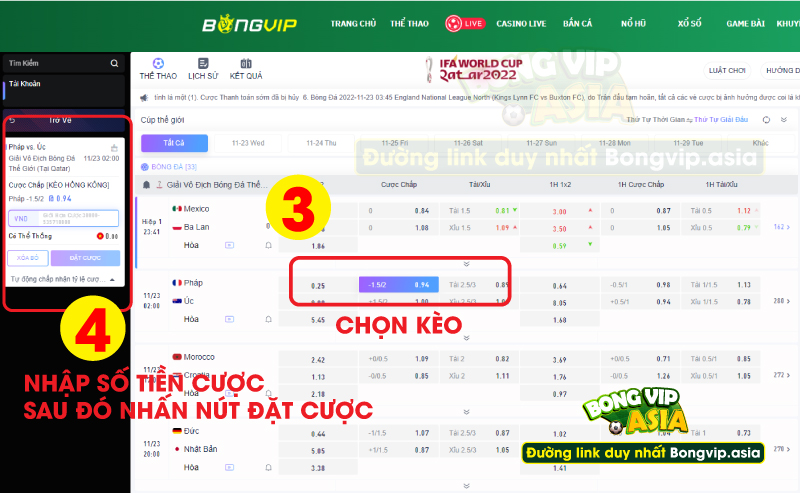 BONGVIP
TRANG CHỦ THỂ THAO LIVE CASINO LIVE BẮN CÁ NỔ HŨ XỔ SỐ GAME BÀI KHUY
Tìm Kiếm
Tài Khoản
Trở Về
THỂ THAO LỊCH SỬ KẾT QUẢ
IFA WORLD CUP
Qatar2022
BONG VIP
ASIA
LUẬT CHƠI HƯỚNG D
tính là một (1). Cược Thanh toán sớm đã bị hủy 6. Bóng Đá 2022-11-23 03:45 England National League North (Kings Lynn FC vs Buxton FC), do Trận đấu tạm hoãn, tất cả các vé cược bị ảnh hưởng được coi là k
Cúp thế giới
Thứ Tự Thời Gian Thứ Tự Giải Đấu
Tất Cả 11-23 Wed 11-24 Thu 11-25 Fri 11-26 Sat 11-27 Sun 11-28 Mon 11-29 Tue Khác
Đường link duy nhất Bongvip.asia
BÓNG ĐÁ [33]
Giải Vô Địch Bóng Đá Thế... Cược Chấp Tài/Xỉu 1H 1x2 1H Cược Chấp 1H Tài/Xỉu
Pháp vs. Úc
Giải Vô Địch Bóng Đá 11/23 02:00
Thế Giới (Tại Qatar)
Cược Chấp [KÈO HỒNG KÔNG]
Pháp -1.5/2 @ 0.94
VND
Có Thể Thắng 0.00
XÓA BỎ ĐẶT CƯỢC
Tự động chấp nhận tỷ lệ cượ...
3
Hiệp 1
23:41
Mexico 0 0.84 Tài 1.5 0.81 3.00 0 0.87 Tài 0.5 1.12
Ba Lan 0 0 1.08 Xỉu 1.5 1.09 3.50 0 1.05 Xỉu 0.5 0.79 162
Hòa 1.86 0.59
11/23
02:00
Pháp 0.25 -1.5/2 0.94 Tài 2.5/3 0.89 0.64 -0.5/1 0.98 Tài 1/1.5 1.13
Úc +1.5/2 1.00 Xỉu 2.5/3 8.05 +0.5/1 0.94 Xỉu 1/1.5 0.78 288
Hòa 5.45 1.68
CHỌN KÈO
4
NHẬP SỐ TIỀN CƯỢC
SAU ĐÓ NHẤN NÚT ĐẶT CƯỢC
11/23
Morocco 2.42 +0/0.5 1.09 Tài 2 0.82 3.69 +0/0.5 0.71 Tài 0.5/1 0.85
Croatia 1.13 -0/0.5 0.85 Xỉu 2 1.11 1.76 -0/0.5 1.26 Xỉu 0.5/1 1.05 272
Hòa 2.18 0.97
BONG VIP
ASIA
11/23
20:00
Đức 0.44 -1/1.5 1.07 Tài 2.5/3 0.87 1.02 Tài 1 0.73
Nhật Bản 5.05 +1/1.5 0.87 Xỉu 2.5/3 1.05 278
Hòa 3.38 1.41
Đường link duy nhất Bongvip.asia